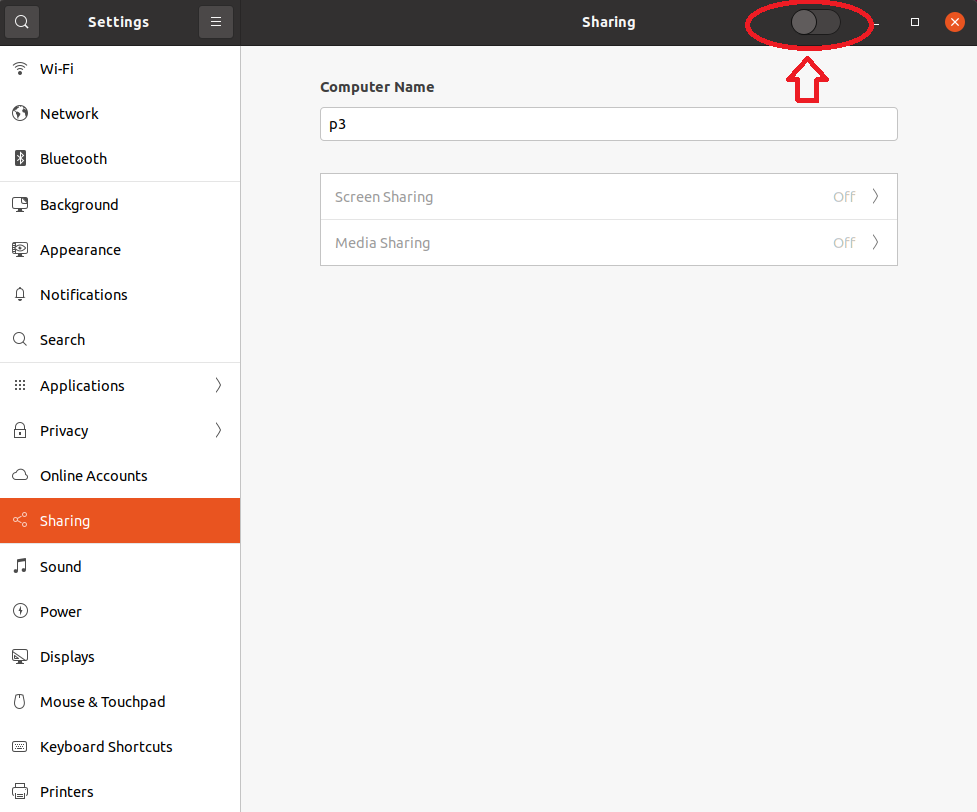 Settings
Sharing
Wi-Fi
Network
Bluetooth
Background
Appearance
Notifications
Search
Applications
Privacy
Online Accounts
Sharing
Sound
Power
Displays
Mouse & Touchpad
Keyboard Shortcuts
Printers
Computer Name
p3
Screen Sharing Off
Media Sharing Off